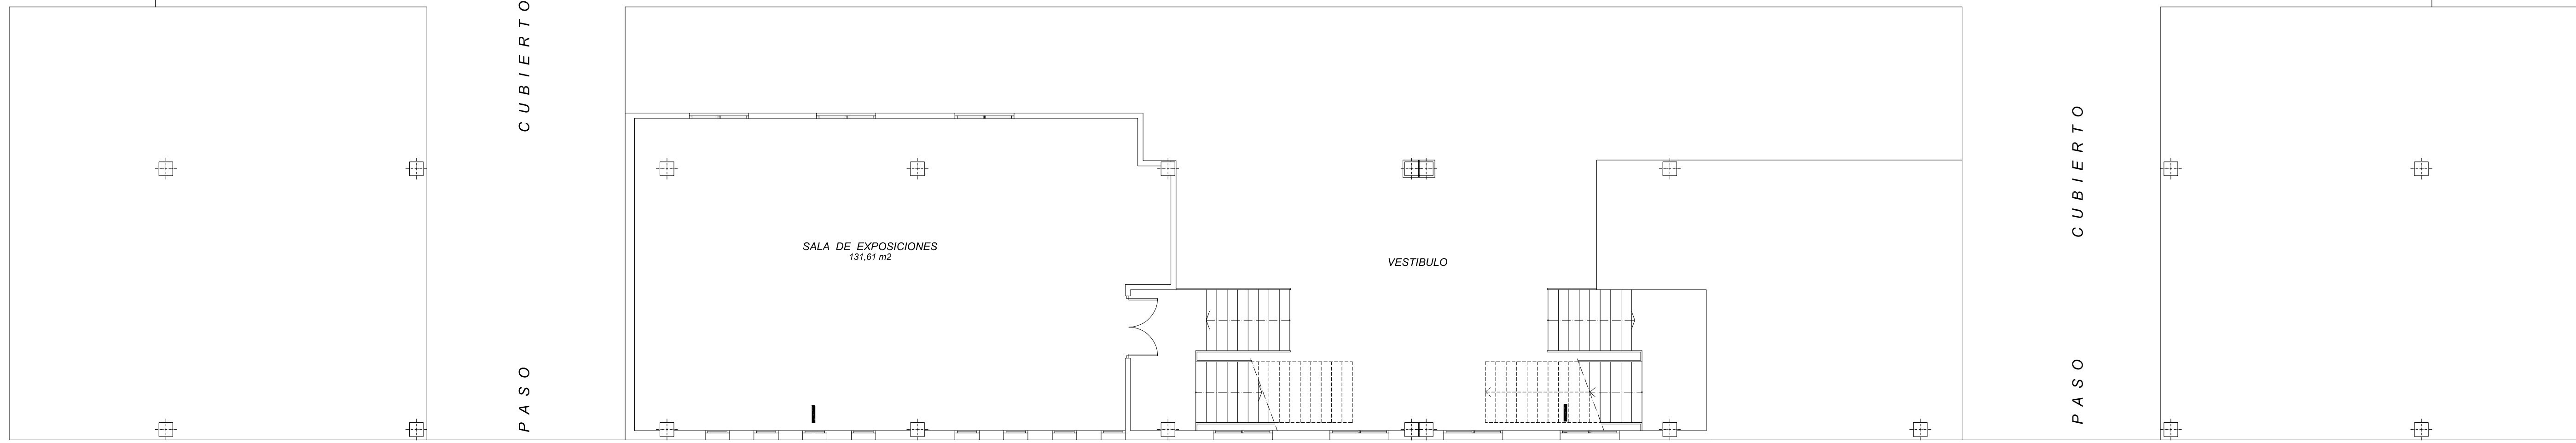 PASO CUBIERTO
SALA DE EXPOSICIONES
131,61 m2
VESTIBULO
PASO CUBIERTO